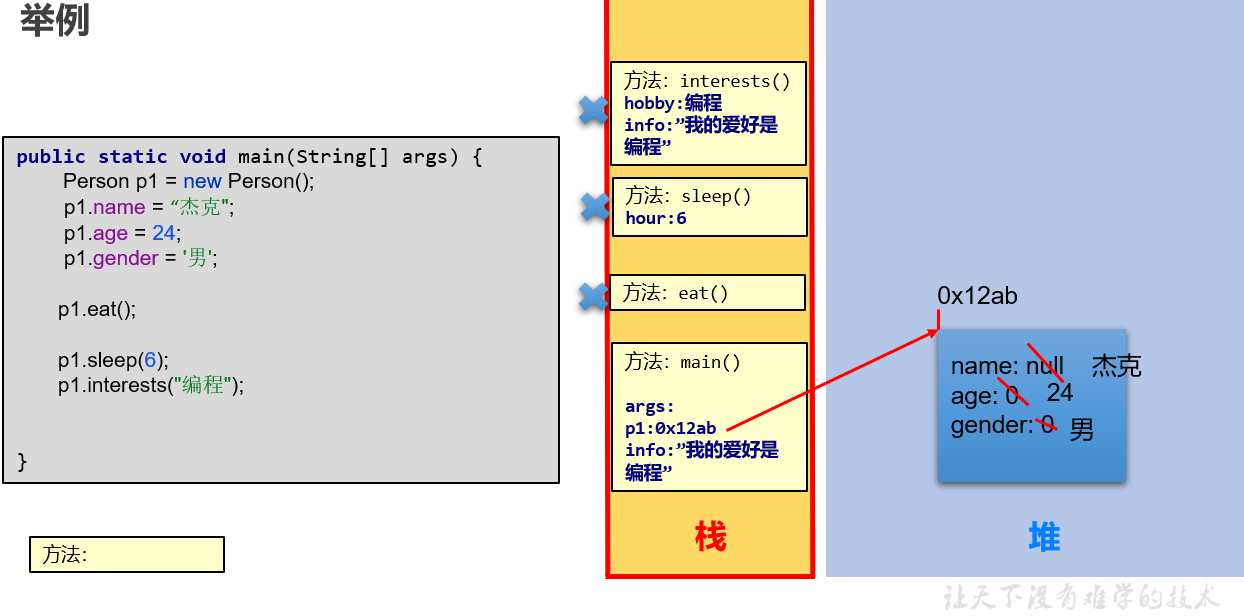 举例
public static void main(String[] args) {
Person p1 = new Person();
p1.name = “杰克";
p1.age = 24;
p1.gender = '男';
p1.eat();
p1.sleep(6);
p1.interests("编程");
}
方法：
方法：interests()
hobby:编程
info:”我的爱好是
编程”
方法：sleep()
hour:6
方法：eat()
方法：main()
args:
p1:0x12ab
info:”我的爱好是
编程”
栈
0x12ab
name: null 杰克
age: 0 24
gender: 0 男
堆
让天下没有难学的技术